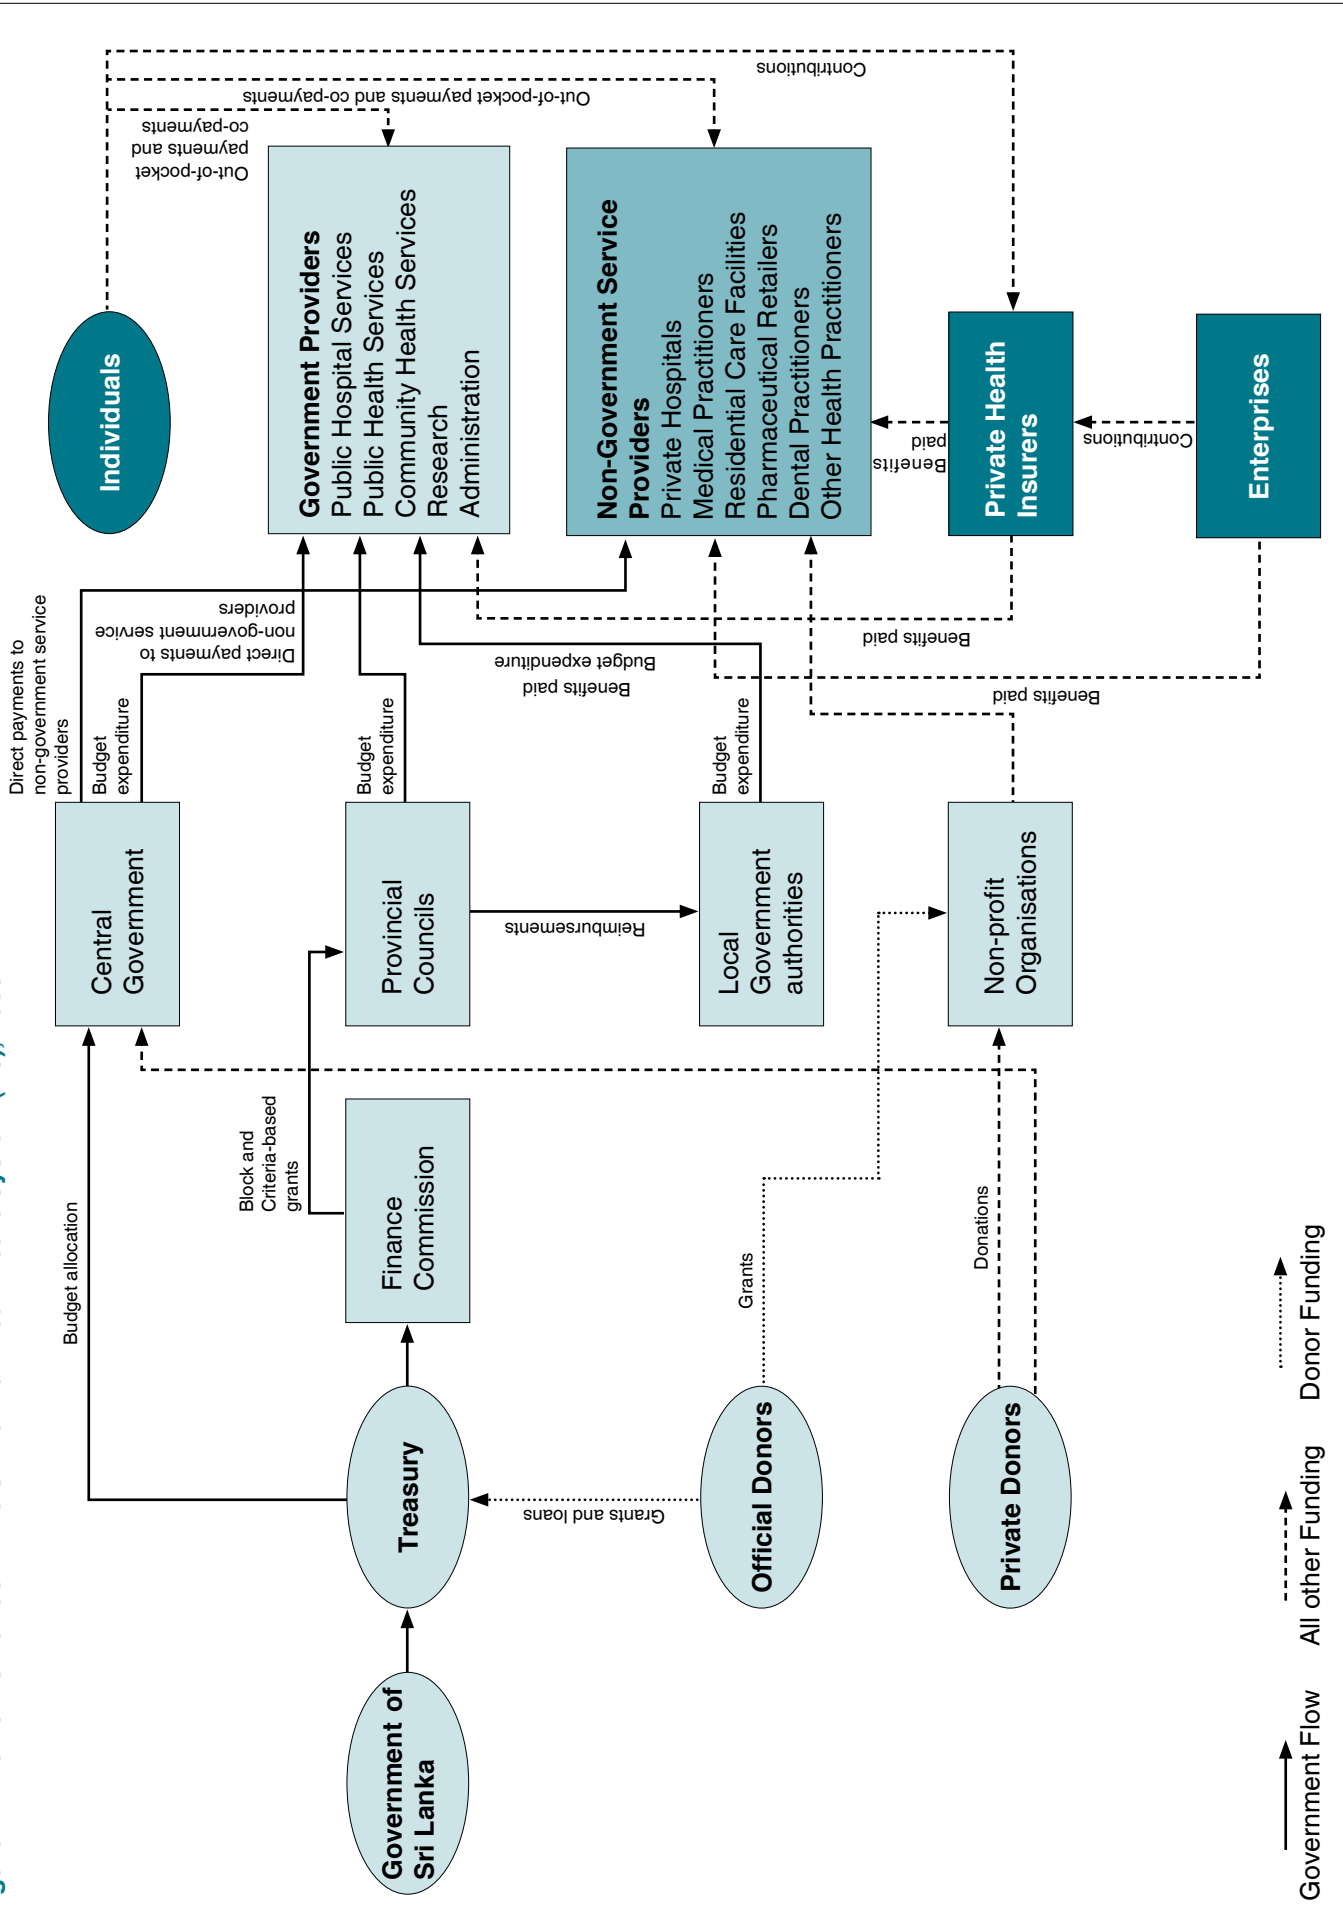 Government of
Sri Lanka
Treasury
Budget allocation
Finance
Commission
Block and
Criteria-based
grants
Central
Government
Direct payments to
non-government service
providers
Budget
expenditure
Direct payments to
non-government service
providers
Provincial
Councils
Budget
expenditure
Reimbursements
Local
Government
authorities
Budget
expenditure
Budget expenditure
Benefits paid
Grants and loans
Official Donors
Grants
Private Donors
Donations
Non-profit
Organisations
Individuals
Out-of-pocket
payments and
co-payments
Out-of-pocket payments and co-payments
Contributions
Government Providers
Public Hospital Services
Public Health Services
Community Health Services
Research
Administration
Non-Government Service
Providers
Private Hospitals
Medical Practitioners
Residential Care Facilities
Pharmaceutical Retailers
Dental Practitioners
Other Health Practitioners
Benefits
paid
Benefits paid
Private Health
Insurers
Contributions
Benefits paid
Enterprises
Government Flow
All other Funding
Donor Funding